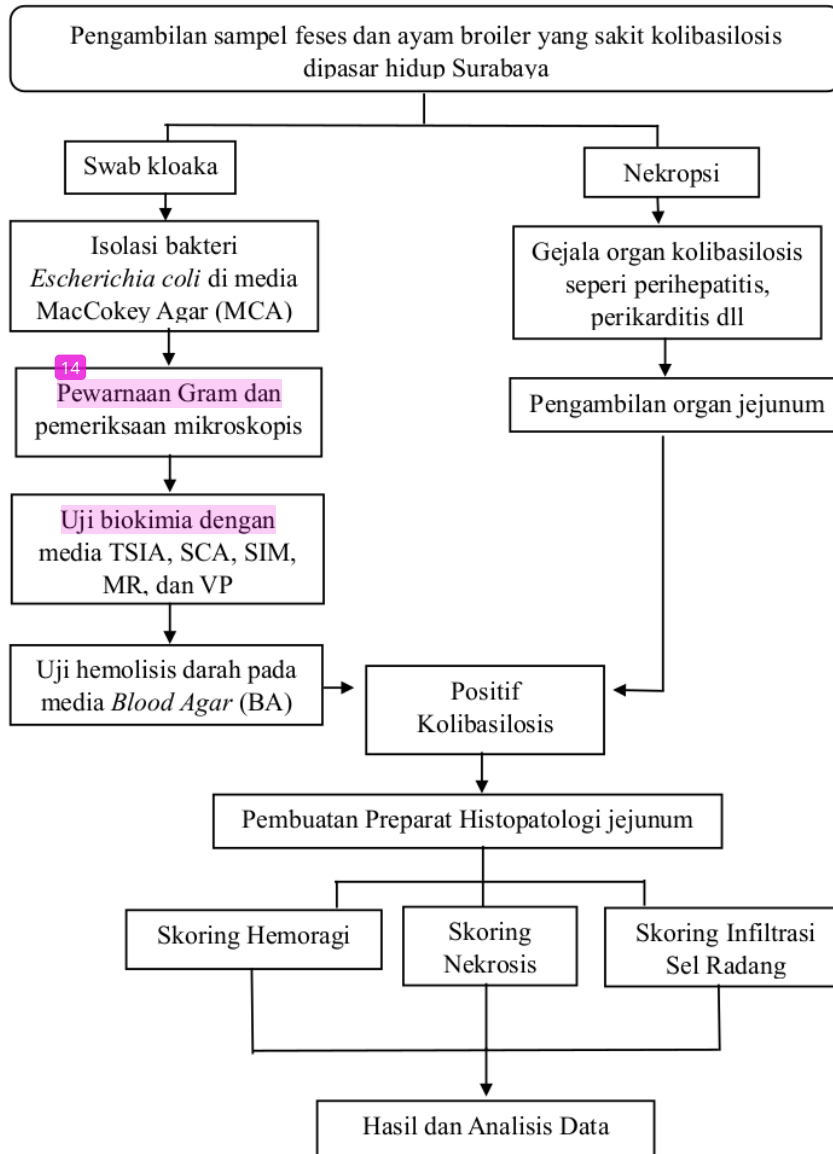 Pengambilan sampel feses dan ayam broiler yang sakit kolibasilosis
dipasar hidup Surabaya
Swab kloaka
Nekropsi
Isolasi bakteri
Escherichia coli di media
MacCokey Agar (MCA)
Gejala organ kolibasilosis
seperi perihepatitis,
perikarditis dll
14
Pewarnaan Gram dan
pemeriksaan mikroskopis
Pengambilan organ jejunum
Uji biokimia dengan
media TSIA, SCA, SIM,
MR, dan VP
Uji hemolisis darah pada
media Blood Agar (BA)
Positif
Kolibasilosis
Pembuatan Preparat Histopatologi jejunum
Skoring Hemoragi
Skoring
Nekrosis
Skoring Infiltrasi
Sel Radang
Hasil dan Analisis Data